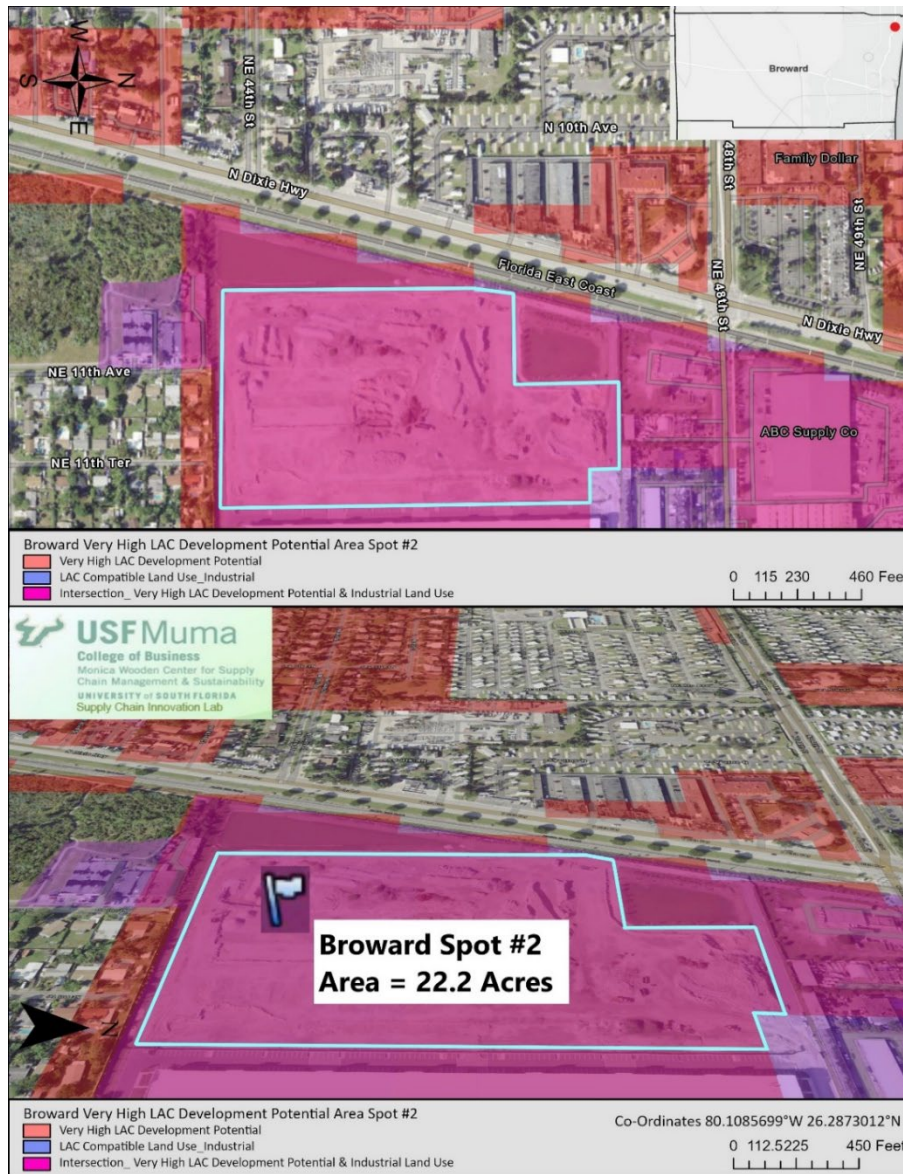 W
N
S
E
NE 44th St
N 10th Ave
Broward
48th St
Family Dollar
NE 49th St
N Dixie Hwy
Florida East Coast
NE 48th St
N Dixie Hwy
NE 11th Ave
NE 11th Ter
ABC Supply Co
Broward Very High LAC Development Potential Area Spot #2
Very High LAC Development Potential
LAC Compatible Land Use_Industrial
Intersection_ Very High LAC Development Potential & Industrial Land Use
0 115 230 460 Feet
USF Muma
College of Business
Monica Wooden Center for Supply
Chain Management & Sustainability
UNIVERSITY of SOUTH FLORIDA
Supply Chain Innovation Lab
Broward Spot #2
Area = 22.2 Acres
N
Broward Very High LAC Development Potential Area Spot #2
Very High LAC Development Potential
LAC Compatible Land Use_Industrial
Intersection_ Very High LAC Development Potential & Industrial Land Use
Co-Ordinates 80.1085699°W 26.2873012°N
0 112.5225 450 Feet